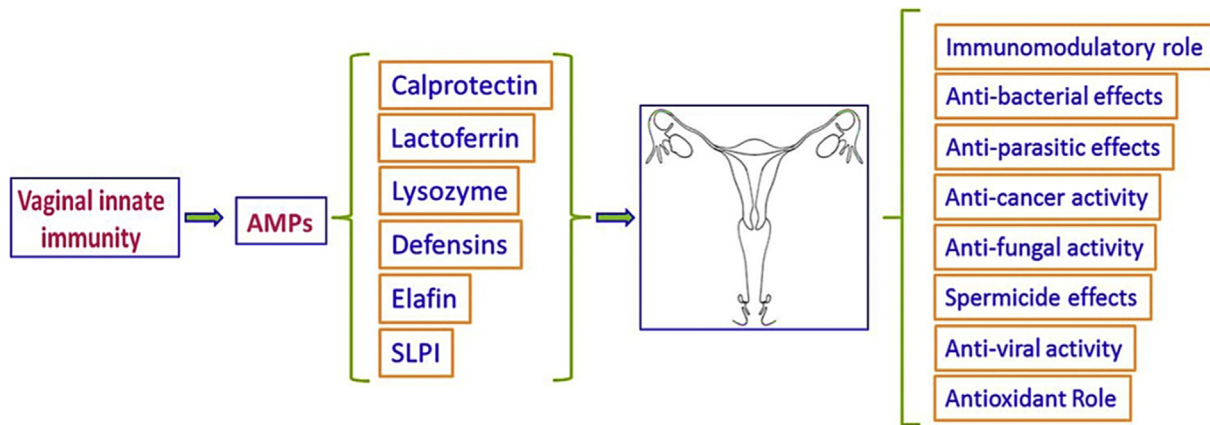 Vaginal innate
immunity
AMPs
Calprotectin
Lactoferrin
Lysozyme
Defensins
Elafin
SLPI
Immunomodulatory role
Anti-bacterial effects
Anti-parasitic effects
Anti-cancer activity
Anti-fungal activity
Spermicide effects
Anti-viral activity
Antioxidant Role